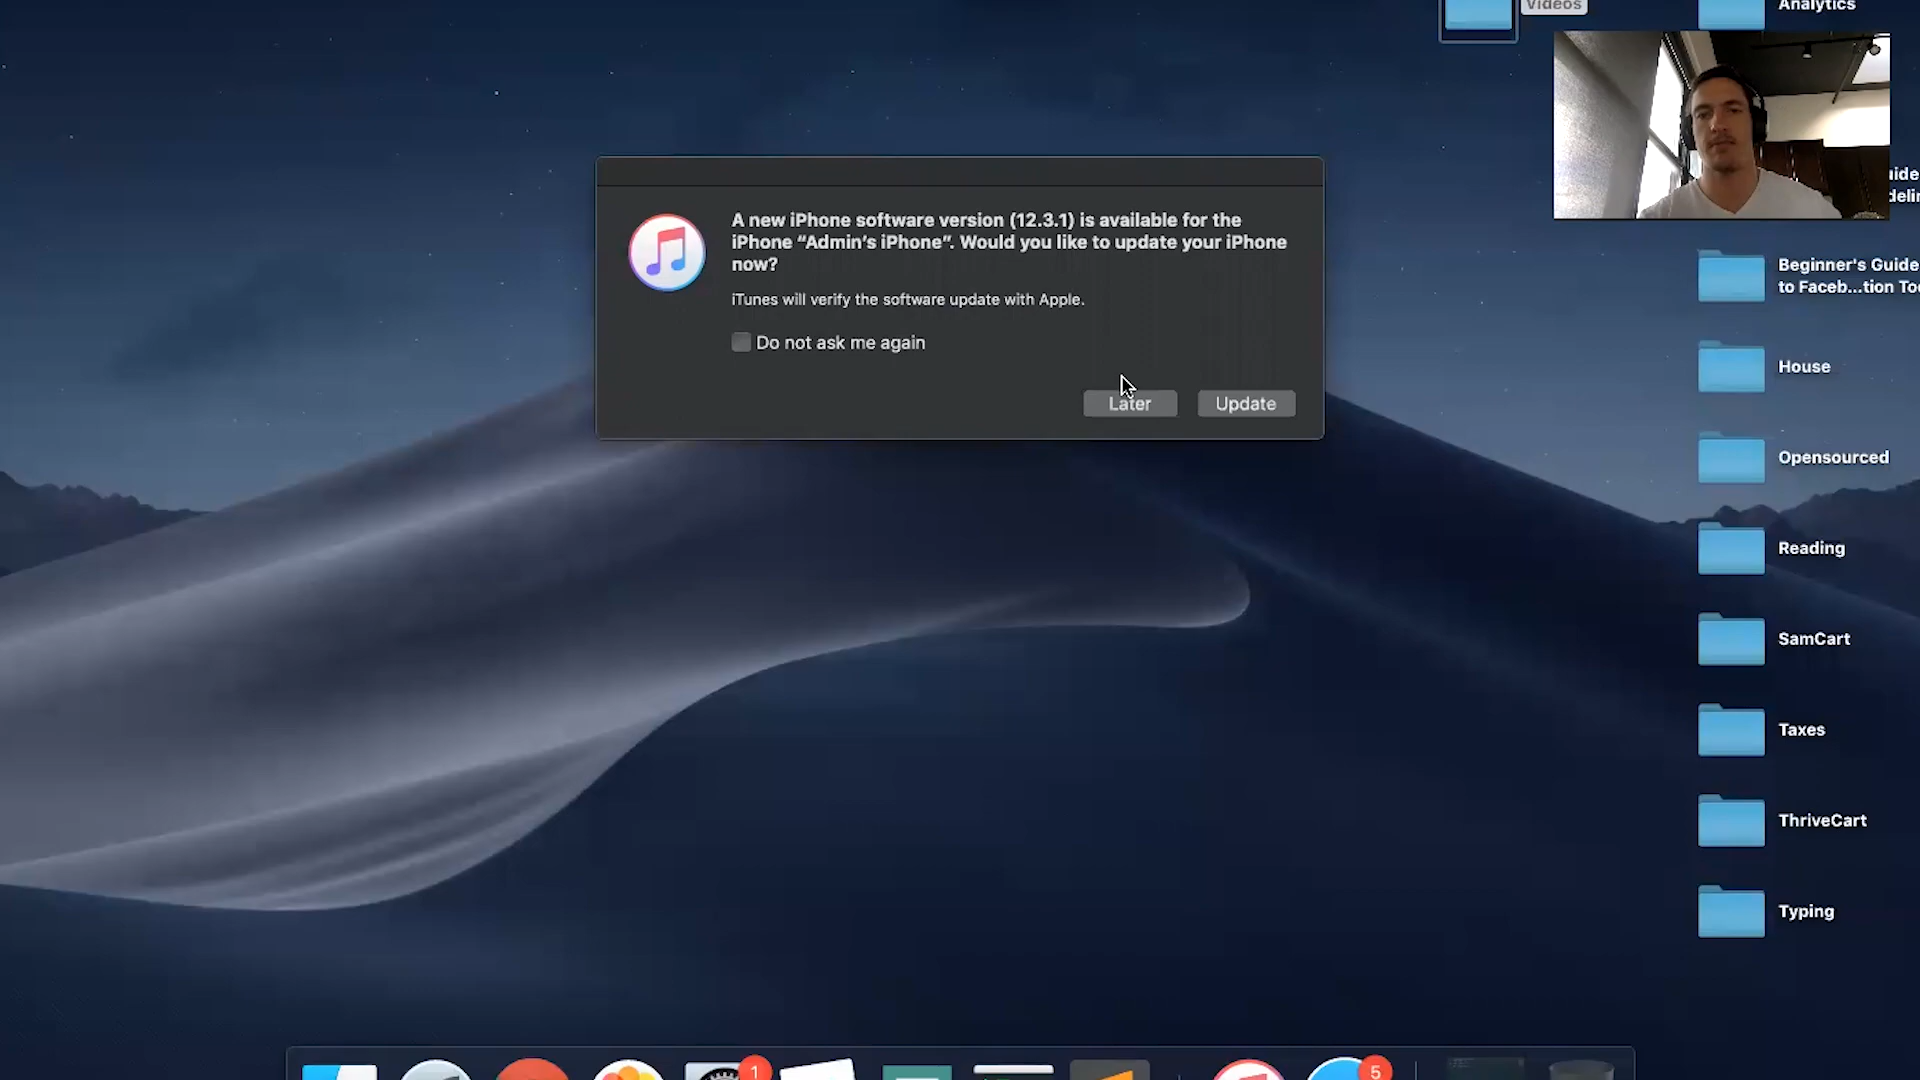 Videos
Analytics
A new iPhone software version (12.3.1) is available for the
iPhone “Admin’s iPhone”. Would you like to update your iPhone
now?
iTunes will verify the software update with Apple.
Do not ask me again
Later
Update
Beginner's Guide
to Faceb...tion Too
House
Opensourced
Reading
SamCart
Taxes
ThriveCart
Typing
1
5